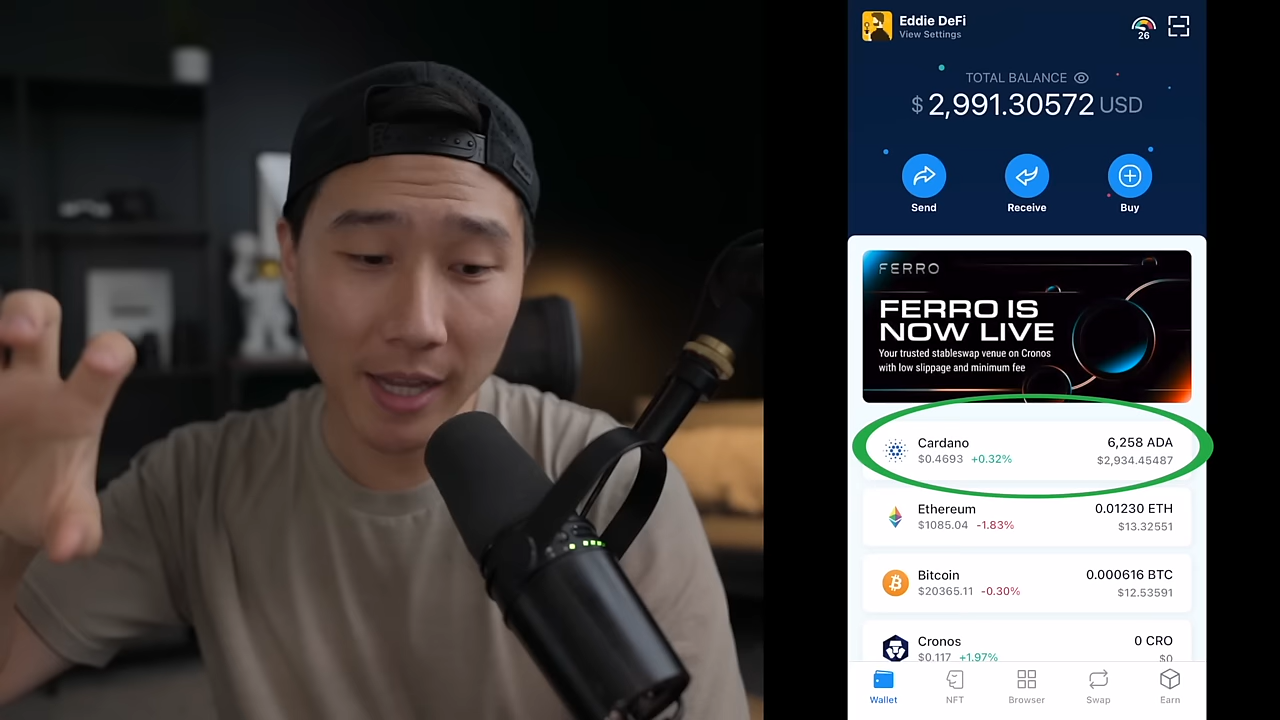 Eddie DeFi
View Settings
26
TOTAL BALANCE
$ 2,991.30572 USD
Send
Receive
Buy
FERRO
FERRO IS
NOW LIVE
Your trusted stableswap venue on Cronos
with low slippage and minimum fee
Cardano 6,258 ADA
$0.4693 +0.32% $2,934.45487
Ethereum 0.01230 ETH
$1085.04 -1.83% $13.32551
Bitcoin 0.000616 BTC
$20365.11 -0.30% $12.53591
Cronos 0 CRO
$0.117 +1.97% $0
Wallet
NFT
Browser
Swap
Earn